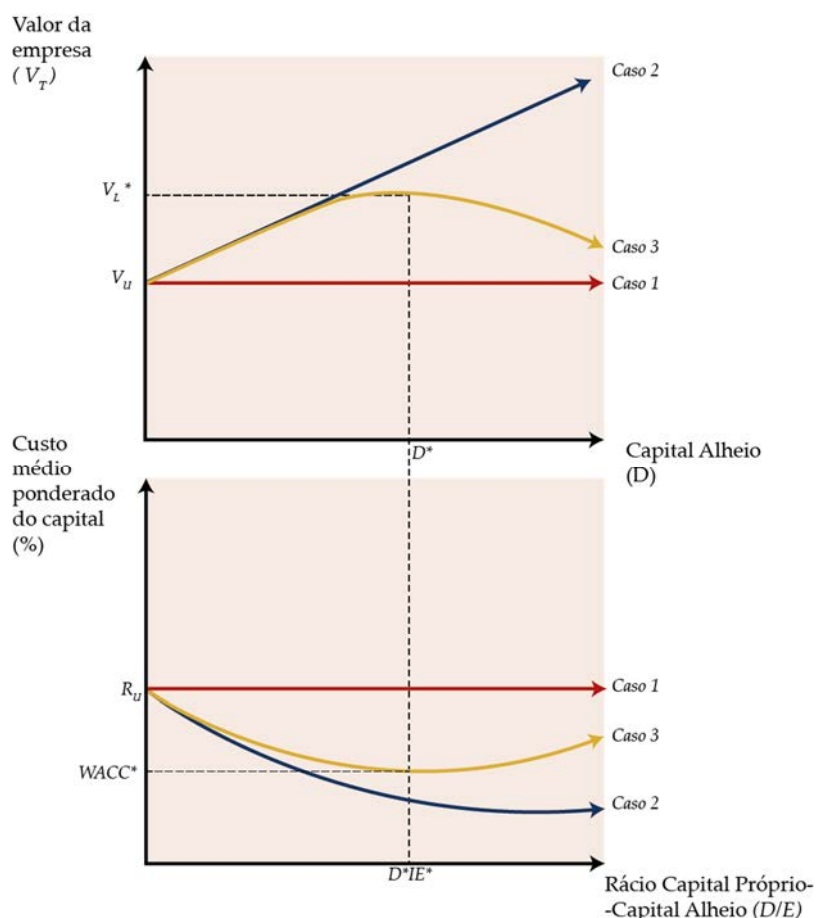 Valor da
empresa
( V_T)
Caso 2
V_L *
Caso 3
V_U
Caso 1
D*
Capital Alheio
(D)
Custo
médio
ponderado
do capital
(%)
R_U
Caso 1
Caso 3
WACC*
Caso 2
D*IE*
Rácio Capital Próprio-
-Capital Alheio (D/E)